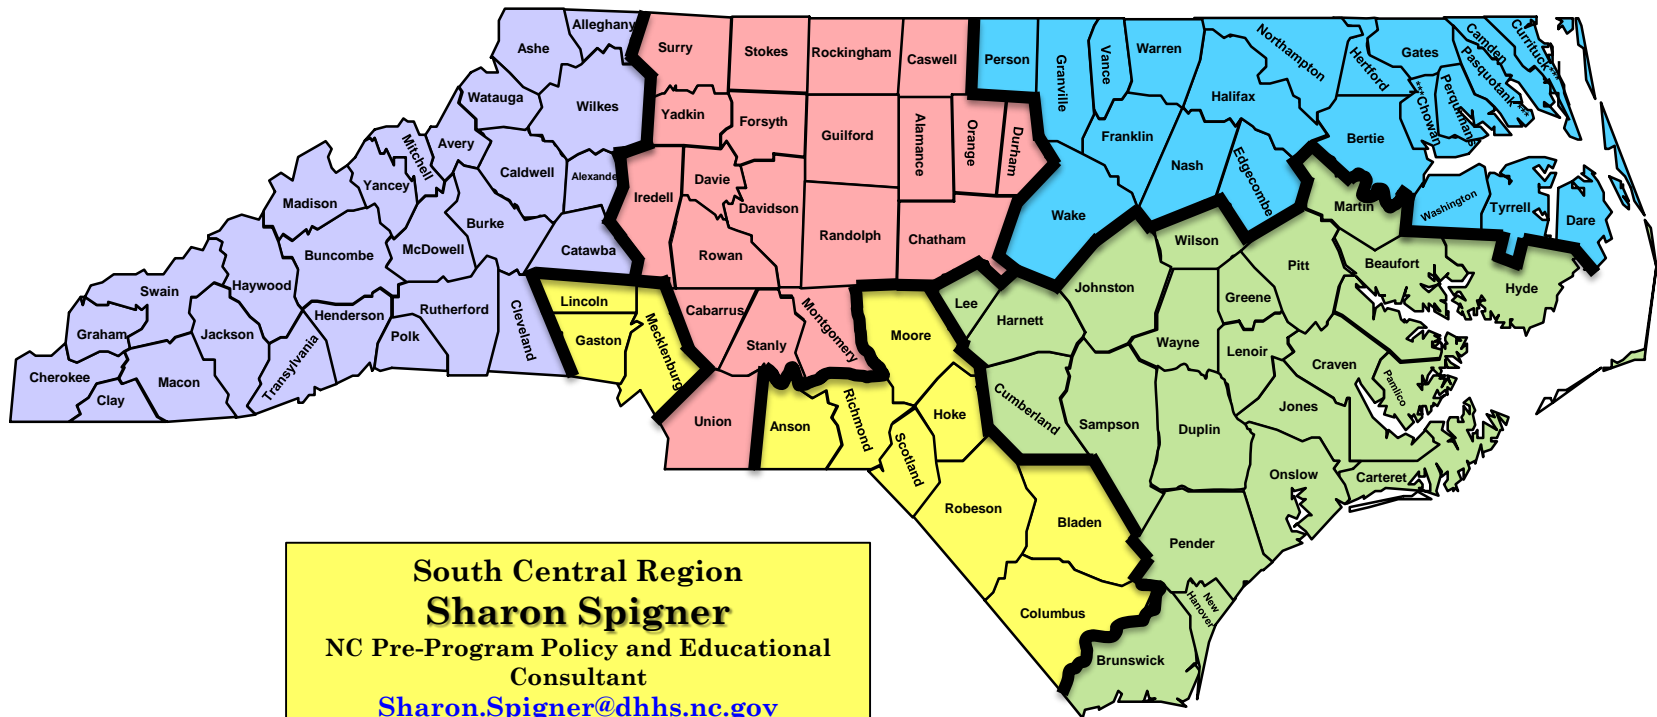 Alleghany
Ashe
Surry
Stokes
Rockingham
Caswell
Person
Granville
Vance
Warren
Northampton
Hertford
Gates
Camden
Currituck***
Pasquotank***
Perquimans
***Chowan
Watauga
Wilkes
Yadkin
Forsyth
Guilford
Alamance
Orange
Durham
Franklin
Halifax
Nash
Edgecombe
Bertie
Mitchell
Avery
Caldwell
Alexande
Yancey
Madison
Iredell
Davie
Davidson
Wake
Martin
Washington
Tyrrell
Dare
Buncombe
McDowell
Burke
Catawba
Rowan
Randolph
Chatham
Wilson
Pitt
Beaufort
Hyde
Swain
Haywood
Henderson
Rutherford
Cleveland
Lincoln
Cabarrus
Montgomery
Lee
Harnett
Johnston
Greene
Graham
Jackson
Polk
Gaston
Mecklenburg
Stanly
Moore
Wayne
Lenoir
Craven
Pamlico
Cherokee
Clay
Macon
Transylvania
Union
Anson
Richmond
Scotland
Hoke
Cumberland
Sampson
Duplin
Jones
Onslow
Carteret
Robeson
Bladen
Pender
Columbus
New
Hanover
Brunswick
South Central Region
Sharon Spigner
NC Pre-Program Policy and Educational
Consultant
Sharon.Spigner@dhhs.nc.gov